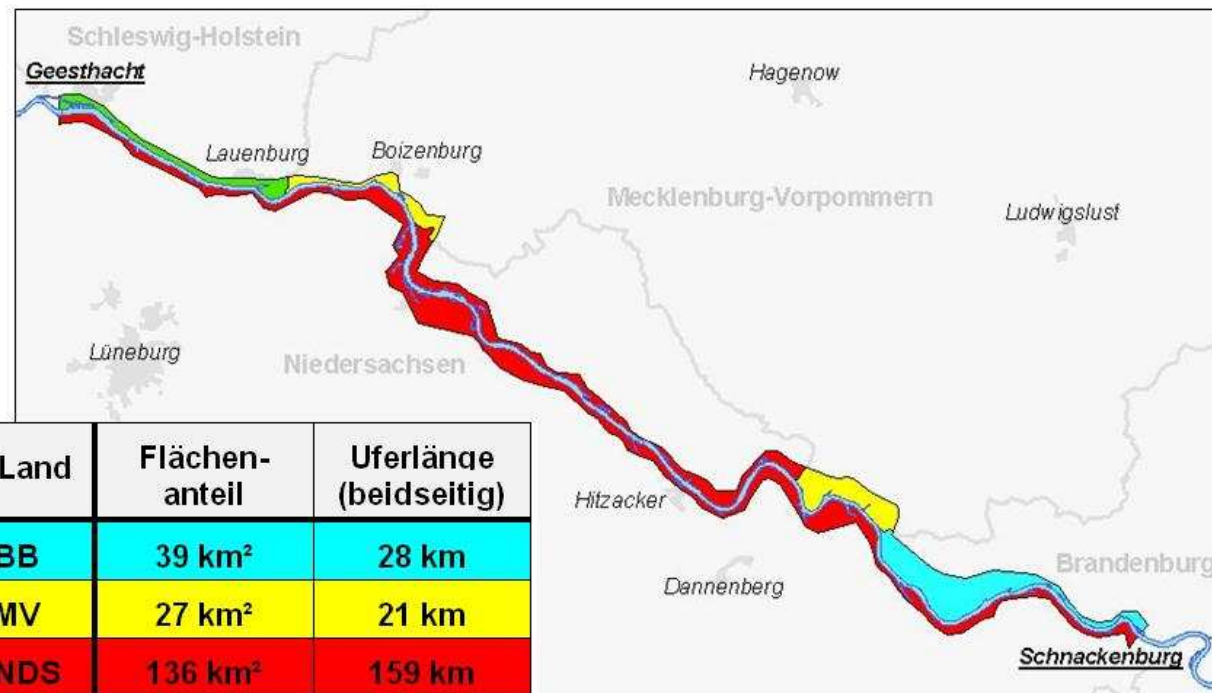 Schleswig-Holstein
Geesthacht
Hagenow
Lauenburg
Boizenburg
Mecklenburg-Vorpommern
Ludwigslust
Lüneburg
Niedersachsen
Hitzacker
Dannenberg
Brandenburg
Schnackenburg
Land Flächen- Uferlänge
anteil (beidseitig)
BB 39 km² 28 km
MV 27 km² 21 km
NDS 136 km² 159 km